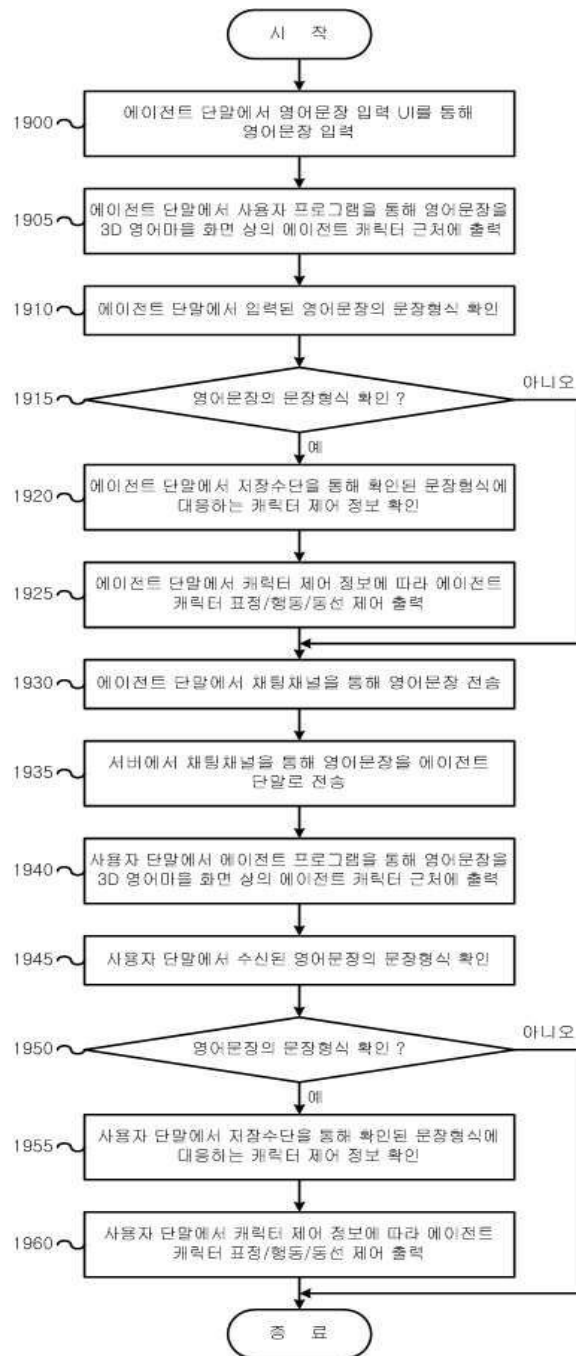 시 작
1900
에이전트 단말에서 영어문장 입력 UI를 통해
영어문장 입력
1905
에이전트 단말에서 사용자 프로그램을 통해 영어문장을
3D 영어마을 화면 상의 에이전트 캐릭터 근처에 출력
1910
에이전트 단말에서 입력된 영어문장의 문장형식 확인
1915
영어문장의 문장형식 확인 ?
아니오
예
1920
에이전트 단말에서 저장수단을 통해 확인된 문장형식에
대응하는 캐릭터 제어 정보 확인
1925
에이전트 단말에서 캐릭터 제어 정보에 따라 에이전트
캐릭터 표정/행동/동선 제어 출력
1930
에이전트 단말에서 채팅채널을 통해 영어문장 전송
1935
서버에서 채팅채널을 통해 영어문장을 에이전트
단말로 전송
1940
사용자 단말에서 에이전트 프로그램을 통해 영어문장을
3D 영어마을 화면 상의 에이전트 캐릭터 근처에 출력
1945
사용자 단말에서 수신된 영어문장의 문장형식 확인
1950
영어문장의 문장형식 확인 ?
아니오
예
1955
사용자 단말에서 저장수단을 통해 확인된 문장형식에
대응하는 캐릭터 제어 정보 확인
1960
사용자 단말에서 캐릭터 제어 정보에 따라 에이전트
캐릭터 표정/행동/동선 제어 출력
종 료